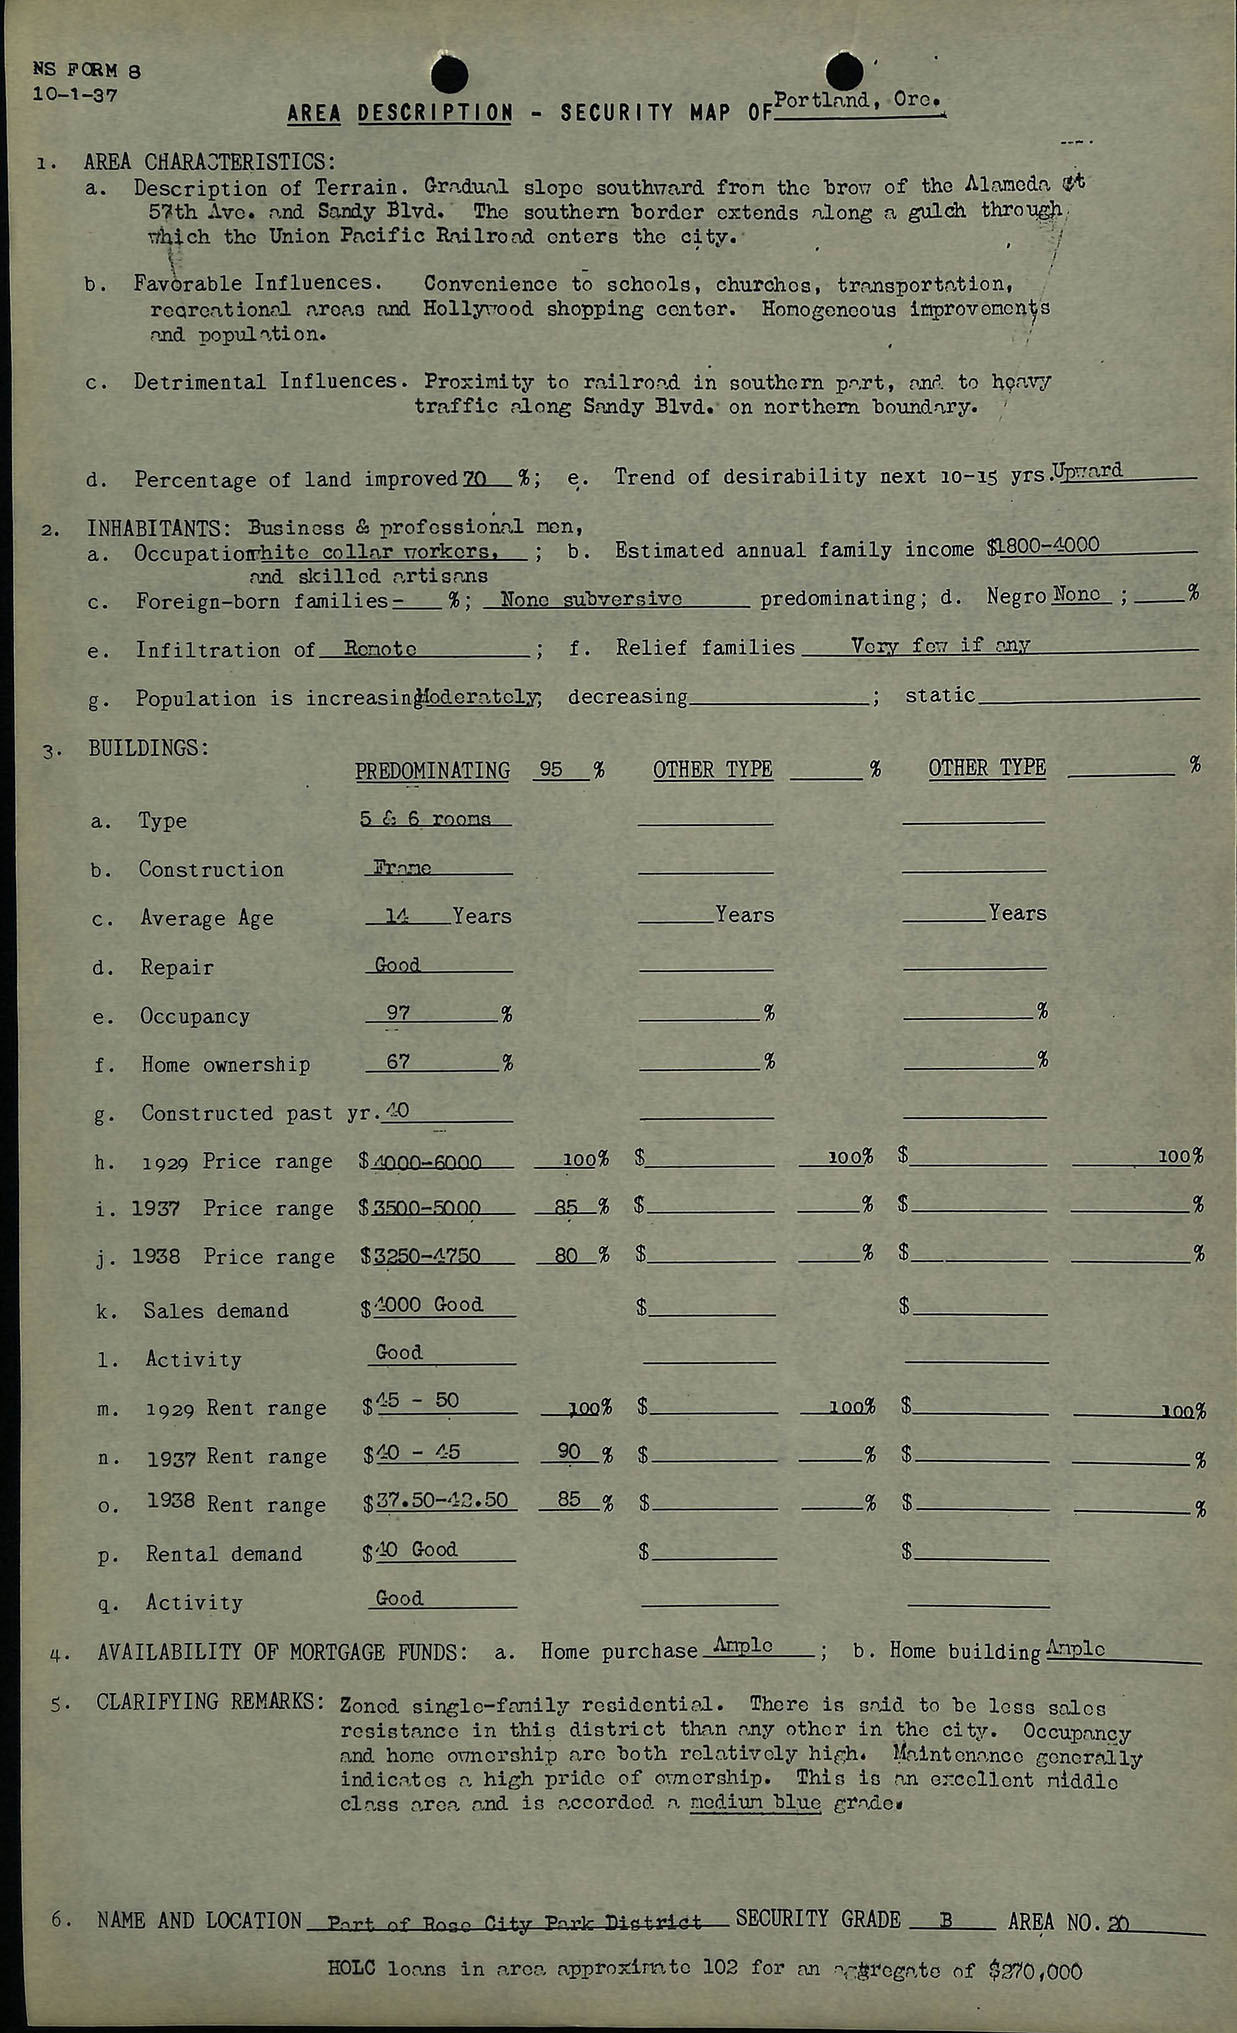 NS FORM 8
10-1-37
AREA DESCRIPTION - SECURITY MAP OF Portland, Ore.
1. AREA CHARACTERISTICS:
a. Description of Terrain. Gradual slope southward from the brow of the Alameda at
57th Ave. and Sandy Blvd. The southern border extends along a gulch through
which the Union Pacific Railroad enters the city.
b. Favorable Influences. Convenience to schools, churches, transportation,
recreational areas and Hollywood shopping center. Homogeneous improvements
and population.
c. Detrimental Influences. Proximity to railroad in southern part, and to heavy
traffic along Sandy Blvd. on northern boundary.
d. Percentage of land improved 70 %; e. Trend of desirability next 10-15 yrs. Upward
2. INHABITANTS: Business & professional men,
a. Occupation white collar workers, ; b. Estimated annual family income $1800-4000
and skilled artisans
c. Foreign-born families - %; None subversive predominating; d. Negro None ; %
e. Infiltration of Remote ; f. Relief families Very few if any
g. Population is increasing Moderately; decreasing ; static
3. BUILDINGS:
PREDOMINATING 95 % OTHER TYPE % OTHER TYPE %
a. Type 5 & 6 rooms
b. Construction Frame
c. Average Age 14 Years Years Years
d. Repair Good
e. Occupancy 97 % % %
f. Home ownership 67 % % %
g. Constructed past yr. 40
h. 1929 Price range $4000-6000 100% $ 100% $ 100%
i. 1937 Price range $3500-5000 85 % $ % $ %
j. 1938 Price range $3250-4750 80 % $ % $ %
k. Sales demand $4000 Good $ $
l. Activity Good
m. 1929 Rent range $45 - 50 100% $ 100% $ 100%
n. 1937 Rent range $40 - 45 90 % $ % $ %
o. 1938 Rent range $37.50-42.50 85 % $ % $ %
p. Rental demand $40 Good $ $
q. Activity Good
4. AVAILABILITY OF MORTGAGE FUNDS: a. Home purchase Ample ; b. Home building Ample
5. CLARIFYING REMARKS: Zoned single-family residential. There is said to be less sales
resistance in this district than any other in the city. Occupancy
and home ownership are both relatively high. Maintenance generally
indicates a high pride of ownership. This is an excellent middle
class area and is accorded a medium blue grade.
6. NAME AND LOCATION Part of Rose City Park District SECURITY GRADE B AREA NO. 20
HOLC loans in area approximate 102 for an aggregate of $270,000